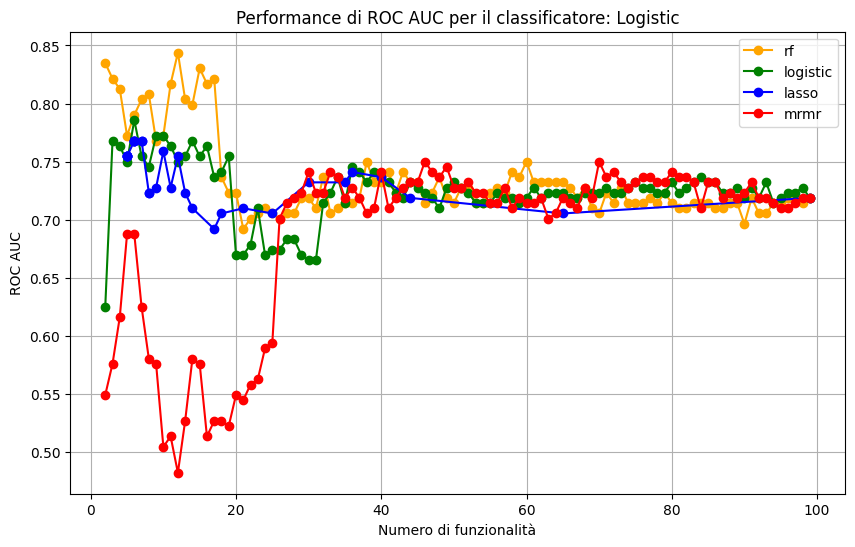 Performance di ROC AUC per il classificatore: Logistic
0.85
0.80
0.75
0.70
0.65
0.60
0.55
0.50
ROC AUC
rf
logistic
lasso
mrmr
0
20
40
60
80
100
Numero di funzionalità